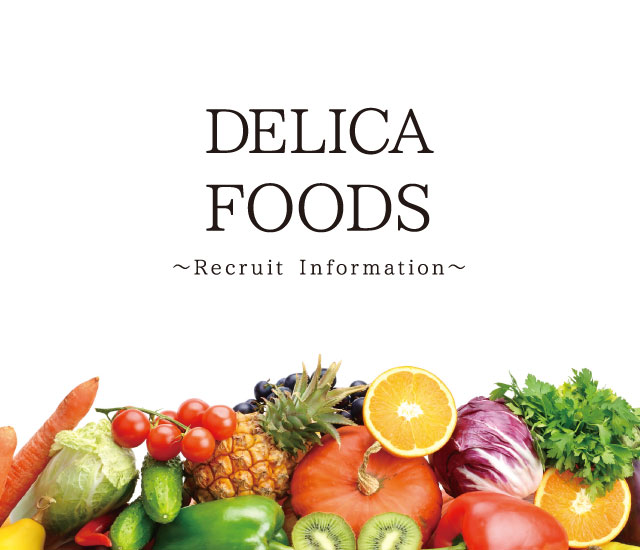 DELICA
FOODS
～Recruit Information～